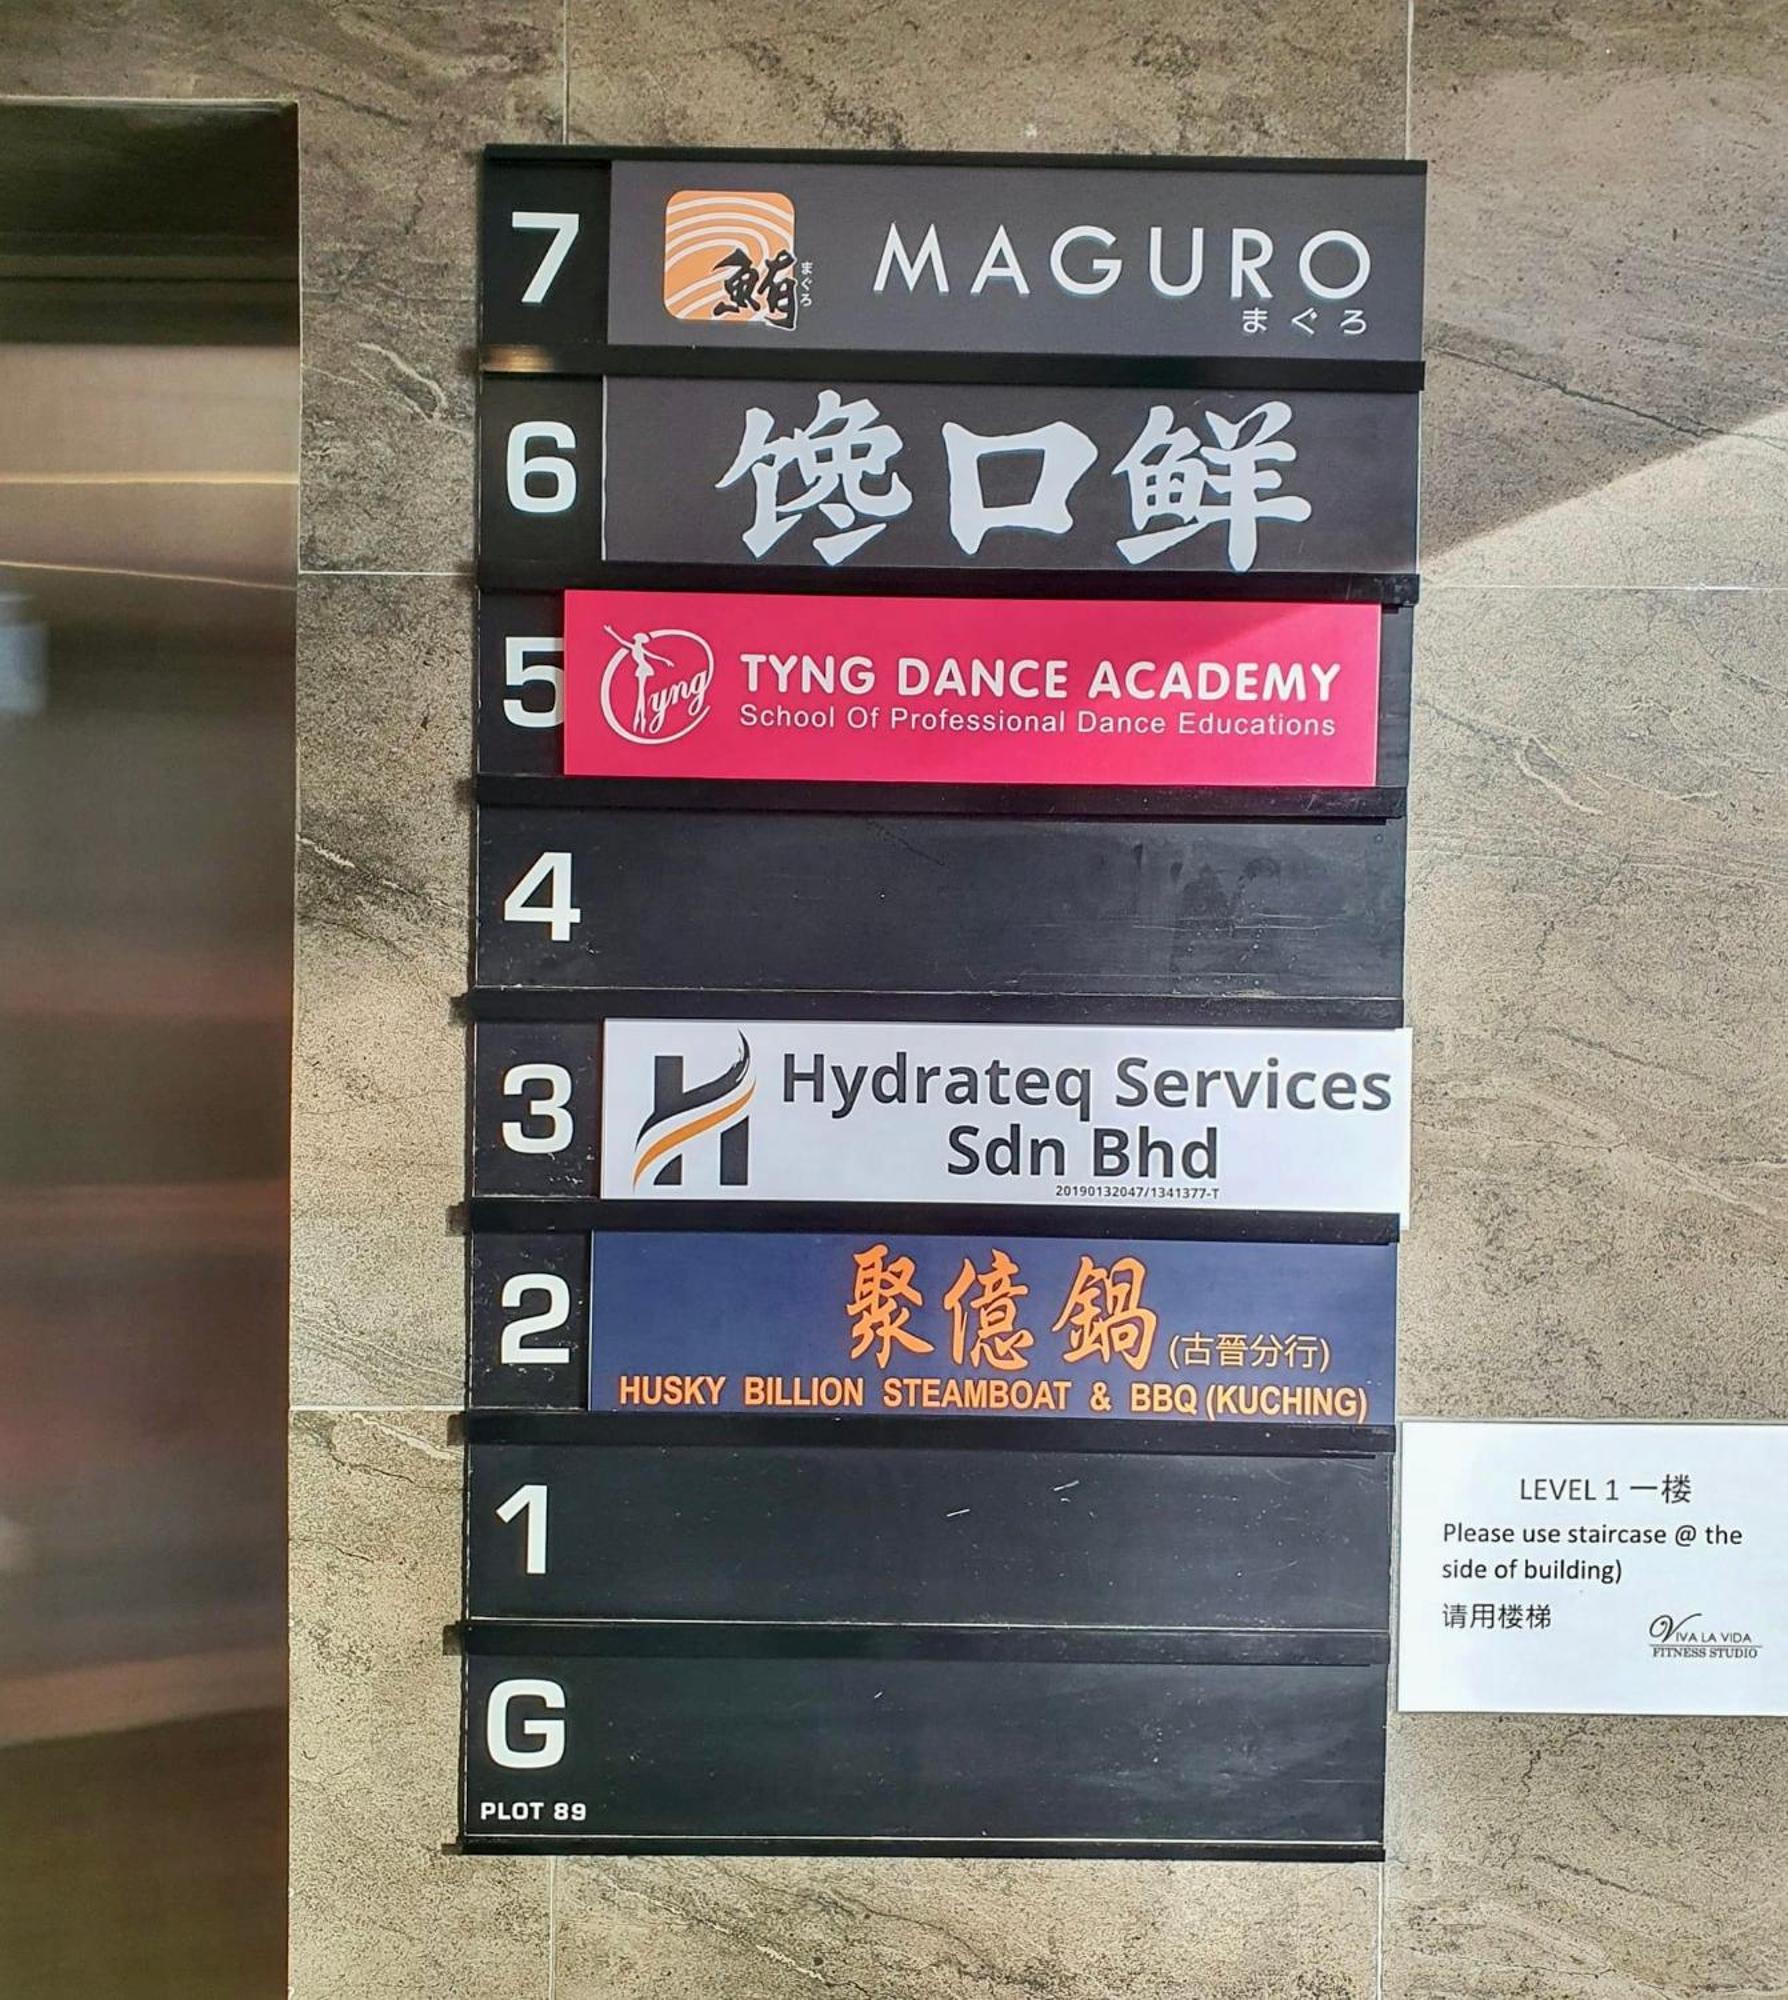 7
鮪
まぐろ
MAGURO
まぐろ
6
馋口鲜
5
Tyng
TYNG DANCE ACADEMY
School Of Professional Dance Educations
4
3
Hydrateq Services
Sdn Bhd
20190132047/1341377-T
2
聚億鍋 (古晉分行)
HUSKY BILLION STEAMBOAT & BBQ (KUCHING)
1
G
PLOT 89
LEVEL 1 一楼
Please use staircase @ the
side of building)
请用楼梯
VIVA LA VIDA
FITNESS STUDIO